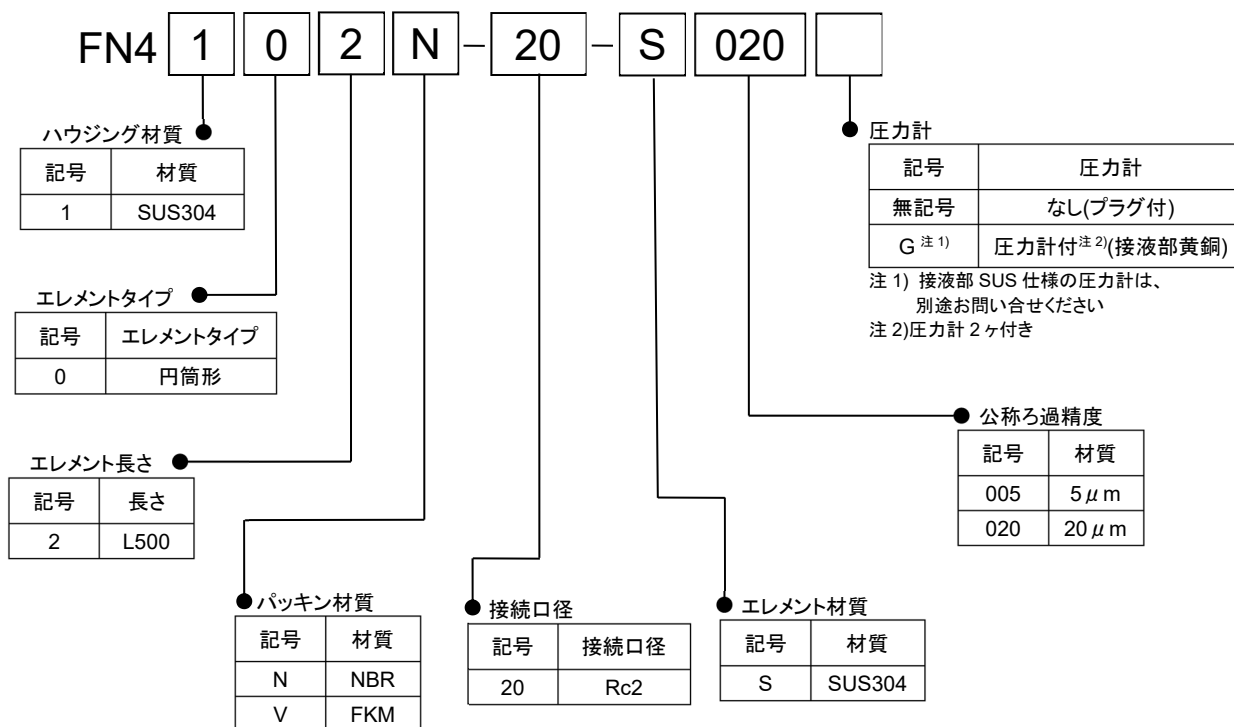 FN4 1 0 2 N - 20 - S 020
ハウジング材質
記号 材質
1 SUS304
エレメントタイプ
記号 エレメントタイプ
0 円筒形
エレメント長さ
記号 長さ
2 L500
パッキン材質
記号 材質
N NBR
V FKM
接続口径
記号 接続口径
20 Rc2
エレメント材質
記号 材質
S SUS304
公称ろ過精度
記号 材質
005 5μm
020 20μm
圧力計
記号 圧力計
無記号 なし(プラグ付)
G 注1) 圧力計付注2)(接液部黄銅)
注 1) 接液部 SUS 仕様の圧力計は、
別途お問い合せください
注 2)圧力計 2 ヶ付き